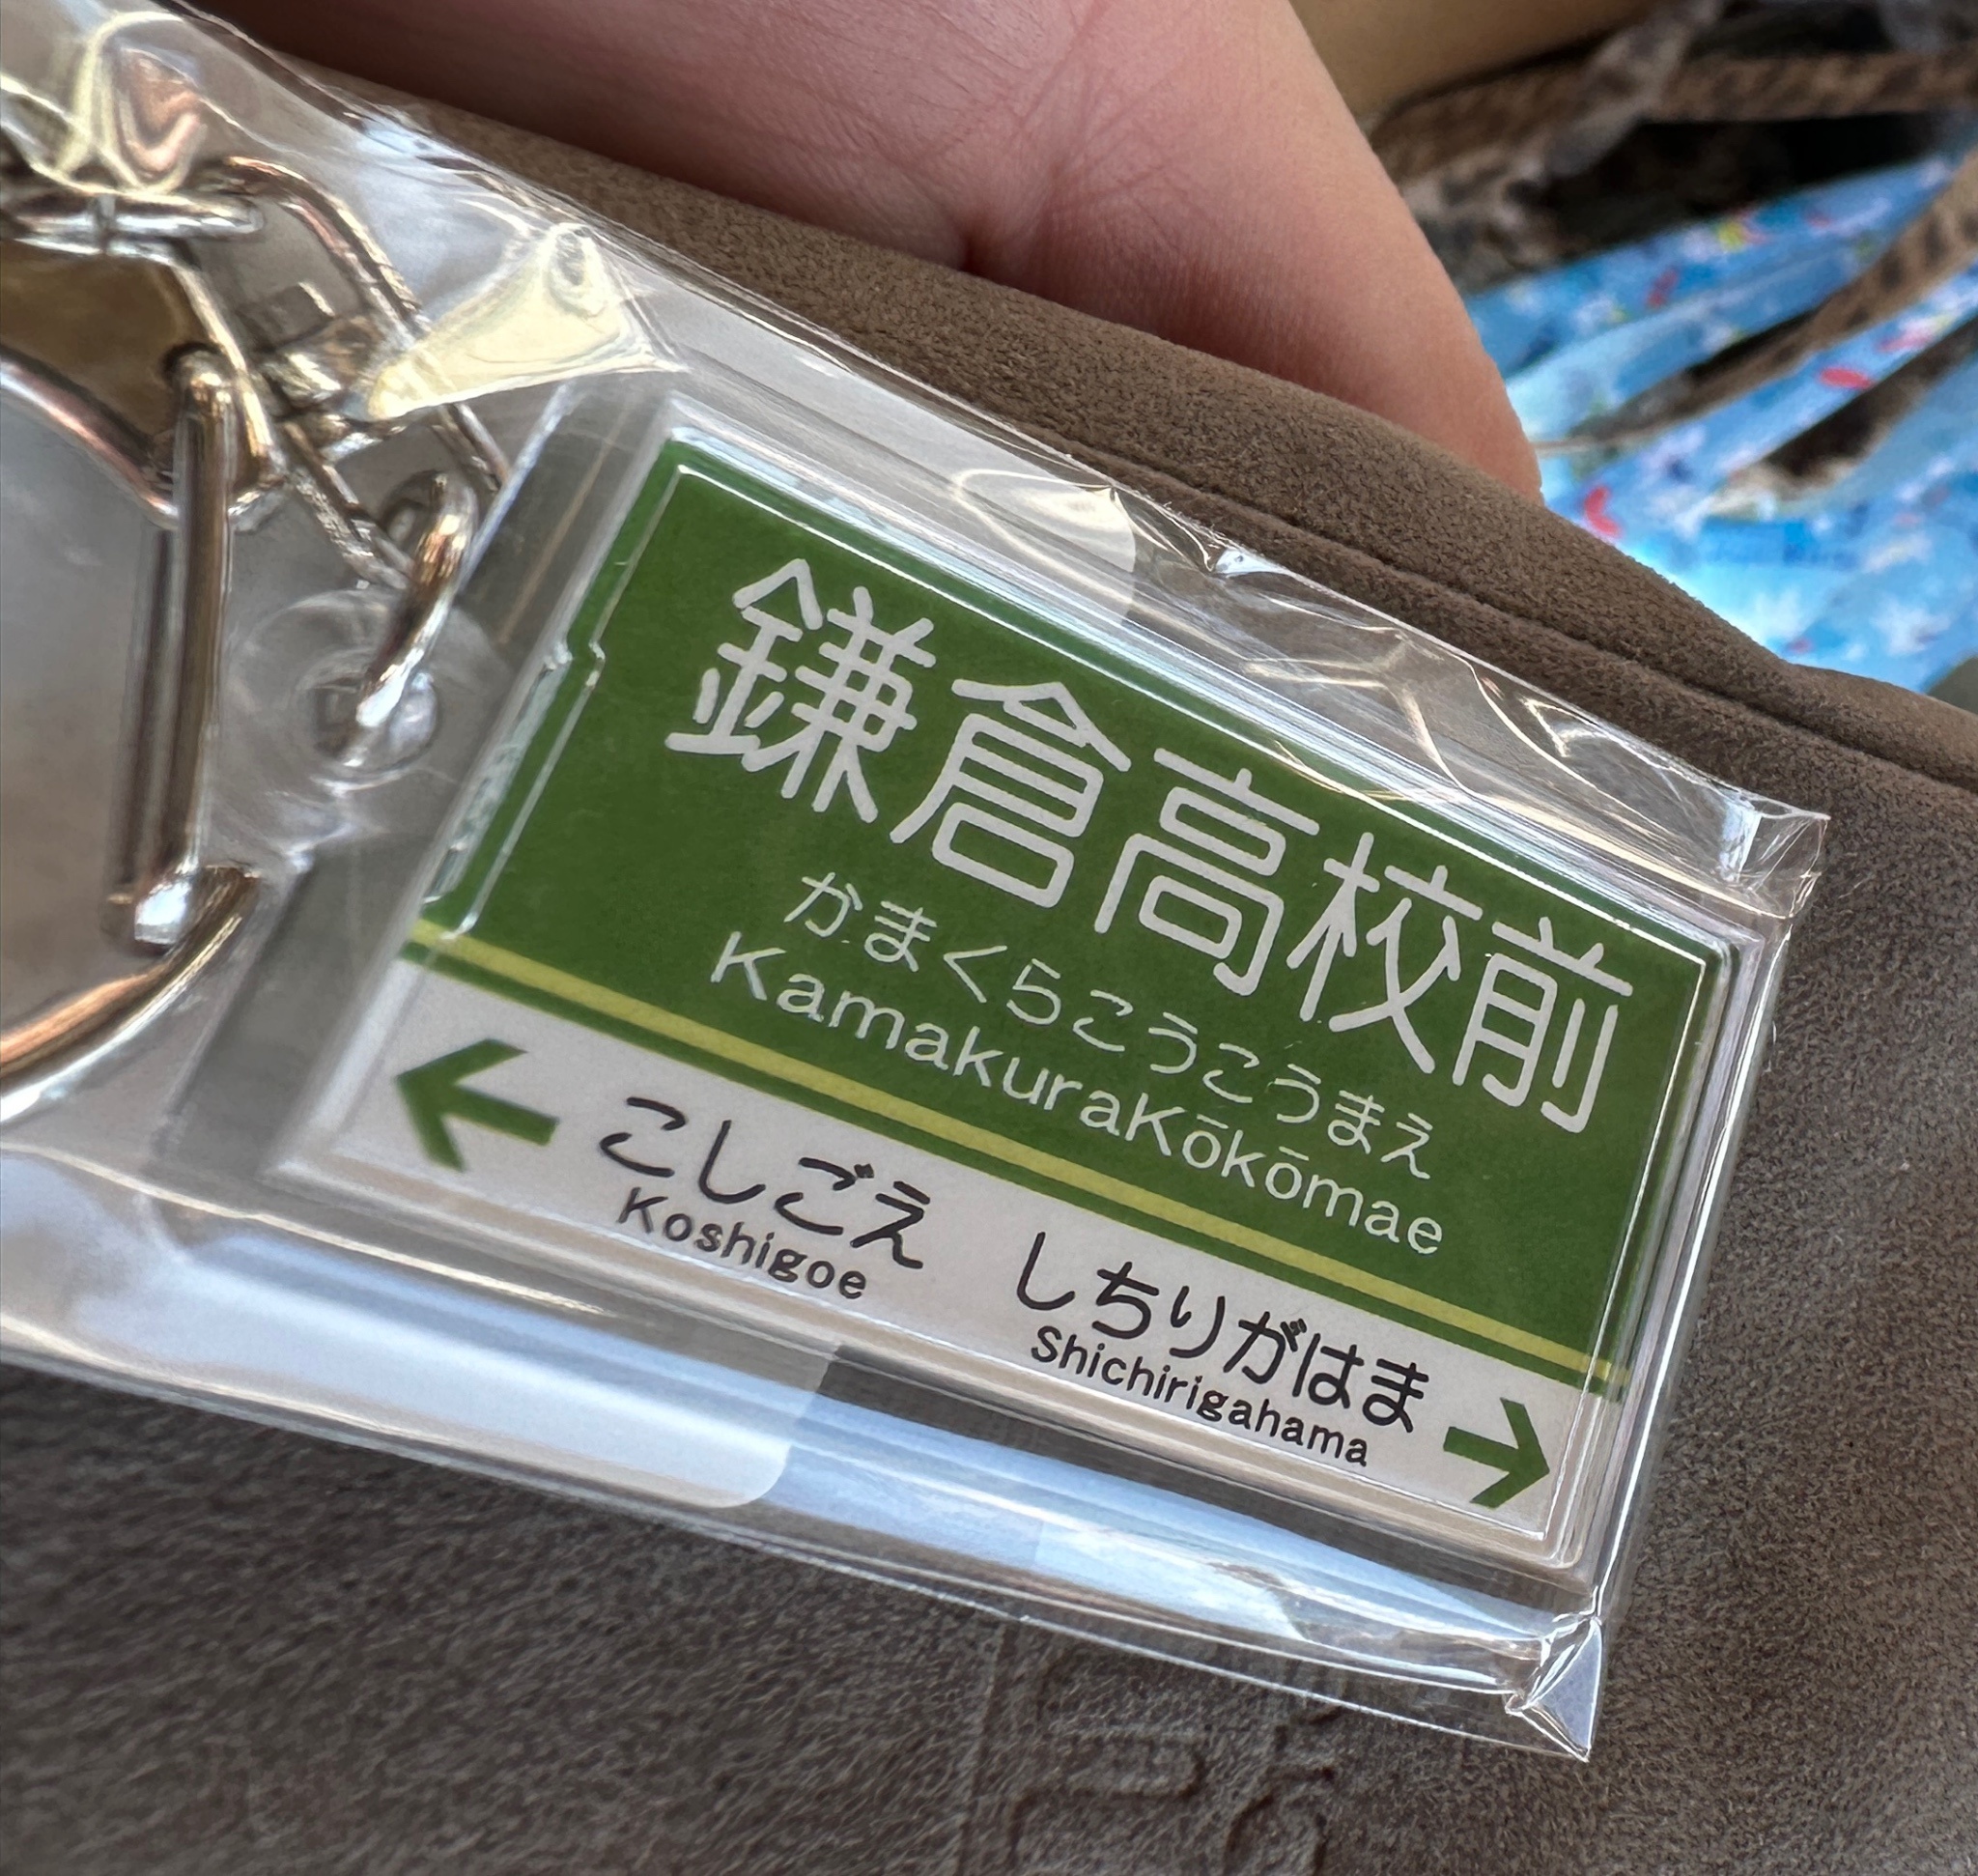 鎌倉高校前
かまくらこうこうまえ
KamakuraKōkōmae
← こしごえ しちりがはま →
Koshigoe Shichirigahama